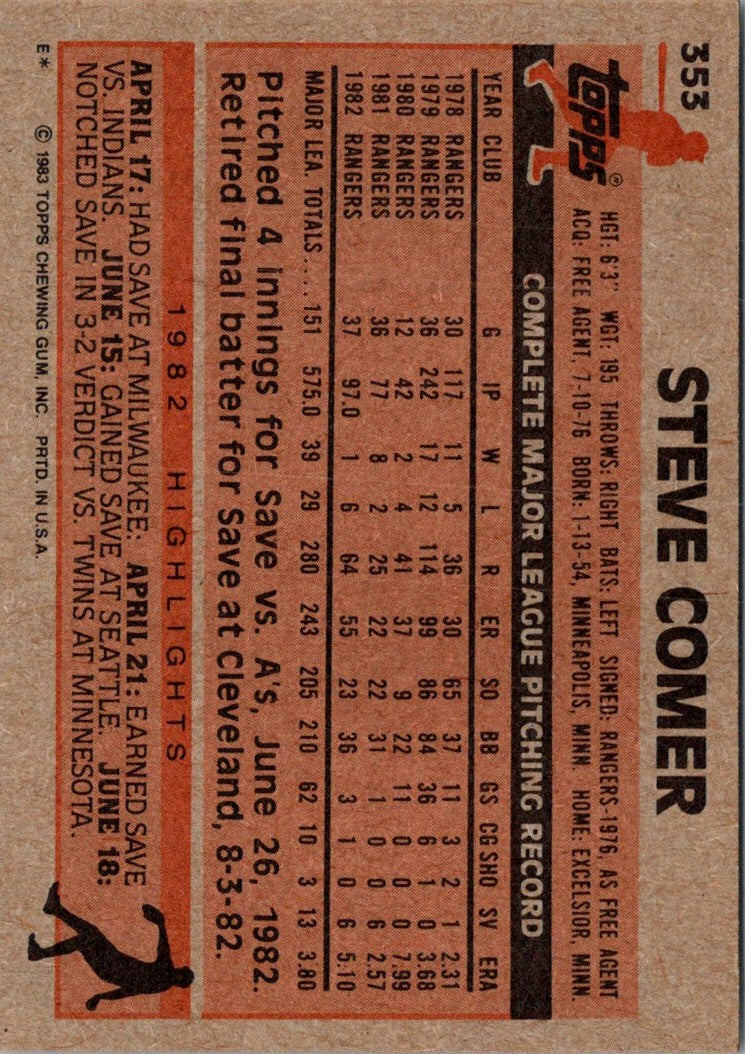 353
STEVE COMER
TOPPS®
HGT: 6'3" WGT: 195 THROWS: RIGHT BATS: LEFT SIGNED: RANGERS-1976, AS FREE AGENT
ACQ: FREE AGENT, 7-10-76 BORN: 1-13-54, MINNEAPOLIS, MINN. HOME: EXCELSIOR, MINN.
COMPLETE MAJOR LEAGUE PITCHING RECORD
YEAR CLUB G IP W L R ER SO BB GS CG SHO SV ERA
1978 RANGERS 30 117 11 5 36 30 65 37 11 3 2 1 2.31
1979 RANGERS 36 242 17 12 114 99 86 84 36 6 1 0 3.68
1980 RANGERS 12 42 2 4 41 37 9 22 11 0 0 0 7.99
1981 RANGERS 36 77 8 2 25 22 22 31 1 0 0 6 2.57
1982 RANGERS 37 97.0 1 6 64 55 23 36 3 1 0 6 5.10
MAJOR LEA. TOTALS.... 151 575.0 39 29 280 243 205 210 62 10 3 13 3.80
Pitched 4 innings for Save vs. A's, June 26, 1982.
Retired final batter for Save at Cleveland, 8-3-82.
1982 HIGHLIGHTS
APRIL 17: HAD SAVE AT MILWAUKEE. APRIL 21: EARNED SAVE
VS. INDIANS. JUNE 15: GAINED SAVE AT SEATTLE. JUNE 18:
NOTCHED SAVE IN 3-2 VERDICT VS. TWINS AT MINNESOTA.
E* © 1983 TOPPS CHEWING GUM, INC. PRTD. IN U.S.A.